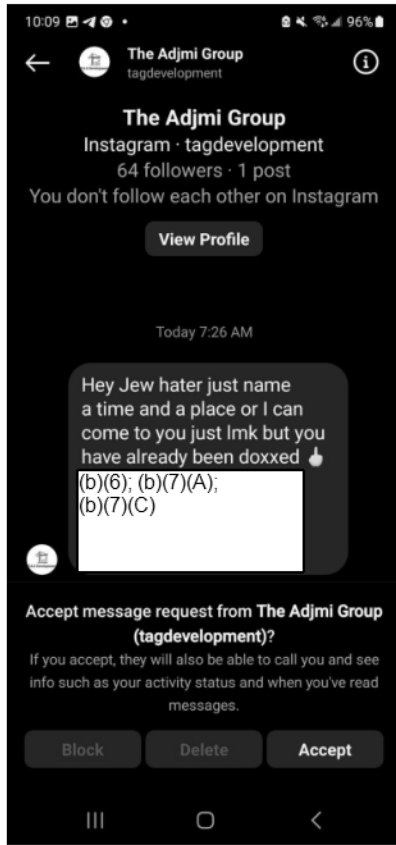 10:09
96%
The Adjmi Group
tagdevelopment
The Adjmi Group
Instagram · tagdevelopment
64 followers · 1 post
You don't follow each other on Instagram
View Profile
Today 7:26 AM
Hey Jew hater just name
a time and a place or I can
come to you just lmk but you
have already been doxxed 🖕
(b)(6); (b)(7)(A);
(b)(7)(C)
Accept message request from The Adjmi Group
(tagdevelopment)?
If you accept, they will also be able to call you and see
info such as your activity status and when you've read
messages.
Block
Delete
Accept